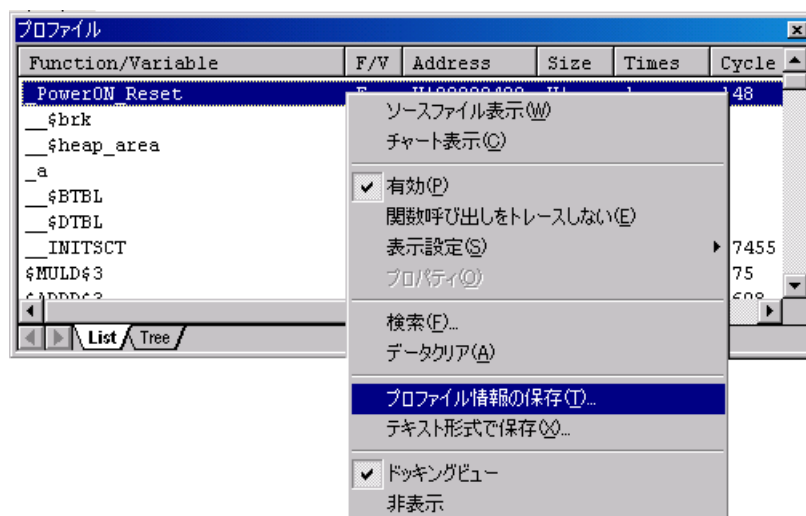 プロファイル
Function/Variable F/V Address Size Times Cycle
_PowerON_Reset 148
__$brk
__$heap_area
_a
__$BTBL
__$DTBL
__INITSCT 7455
$MULD$3 75
List Tree
ソースファイル表示(W)
チャート表示(C)
有効(P)
関数呼び出しをトレースしない(E)
表示設定(S)
プロパティ(O)
検索(F)...
データクリア(A)
プロファイル情報の保存(T)...
テキスト形式で保存(X)...
ドッキングビュー
非表示